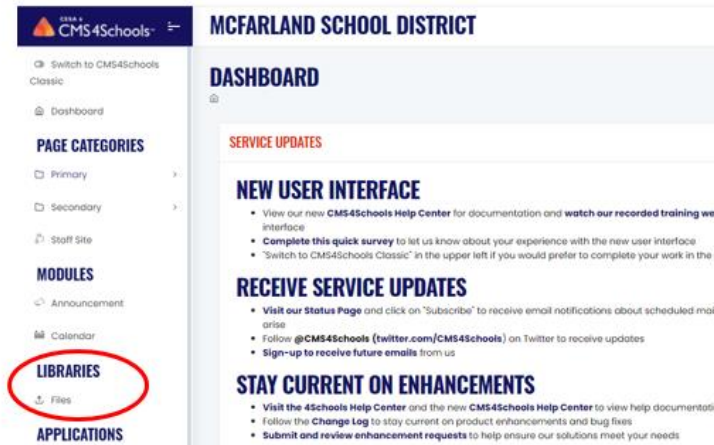 CESA 6
CMS4Schools™
MCFARLAND SCHOOL DISTRICT
Switch to CMS4Schools
Classic
Dashboard
PAGE CATEGORIES
Primary
Secondary
Staff Site
MODULES
Announcement
Calendar
LIBRARIES
Files
APPLICATIONS
DASHBOARD
SERVICE UPDATES
NEW USER INTERFACE
• View our new CMS4Schools Help Center for documentation and watch our recorded training we
interface
• Complete this quick survey to let us know about your experience with the new user interface
• "Switch to CMS4Schools Classic" in the upper left if you would prefer to complete your work in the
RECEIVE SERVICE UPDATES
• Visit our Status Page and click on "Subscribe" to receive email notifications about scheduled mai
arise
• Follow @CMS4Schools (twitter.com/CMS4Schools) on Twitter to receive updates
• Sign-up to receive future emails from us
STAY CURRENT ON ENHANCEMENTS
• Visit the 4Schools Help Center and the new CMS4Schools Help Center to view help documentati
• Follow the Change Log to stay current on product enhancements and bug fixes
• Submit and review enhancement requests to help ensure our solutions meet your needs